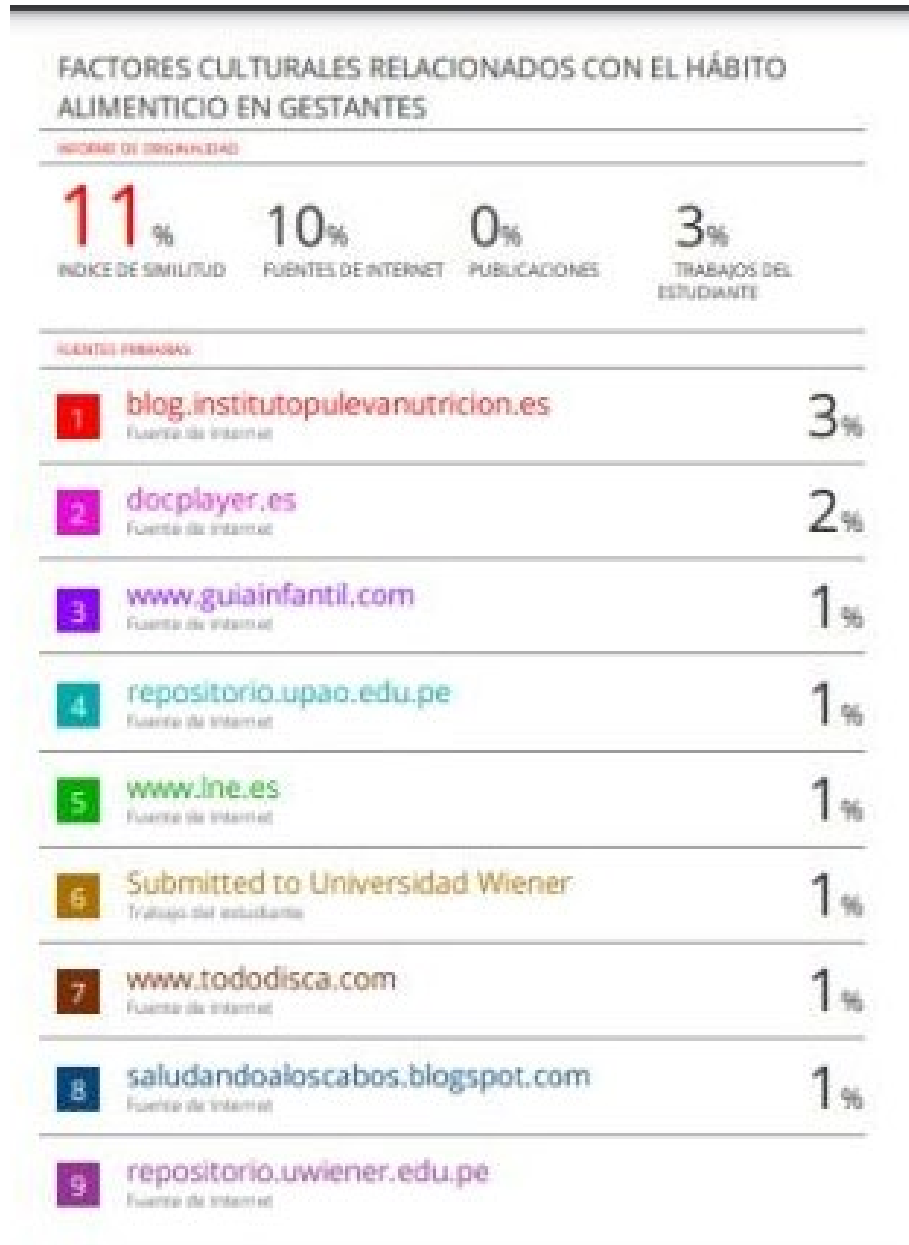 FACTORES CULTURALES RELACIONADOS CON EL HÁBITO
ALIMENTICIO EN GESTANTES
INFORME DE ORIGINALIDAD
11%
10%
0%
3%
INDICE DE SIMILITUD
FUENTES DE INTERNET
PUBLICACIONES
TRABAJOS DEL
ESTUDIANTE
FUENTES PRIMARIAS
1
blog.institutopulevanutricion.es
3%
Fuente de Internet
2
docplayer.es
2%
Fuente de Internet
3
www.guiainfantil.com
1%
Fuente de Internet
4
repositorio.upao.edu.pe
1%
Fuente de Internet
5
www.lne.es
1%
Fuente de Internet
6
Submitted to Universidad Wiener
1%
Trabajo del estudiante
7
www.tododisca.com
1%
Fuente de Internet
8
saludandoaloscabos.blogspot.com
1%
Fuente de Internet
9
repositorio.uwiener.edu.pe
Fuente de Internet